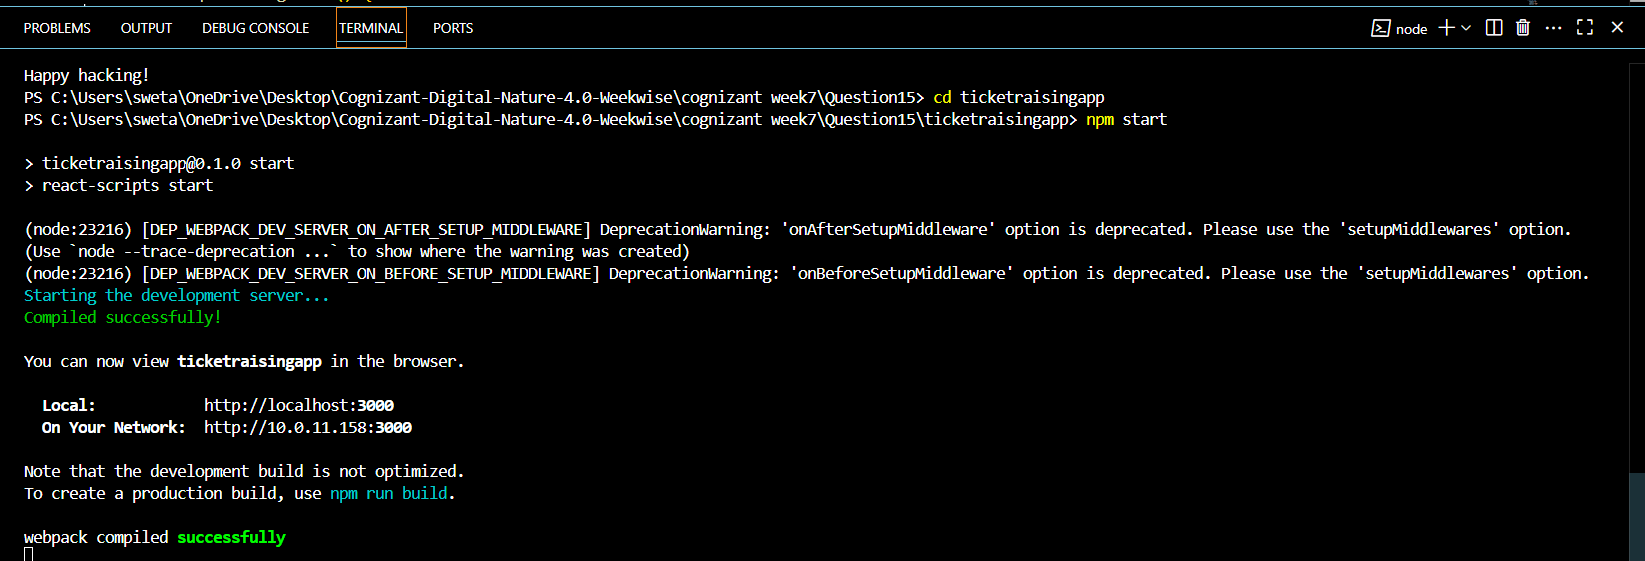 PROBLEMS OUTPUT DEBUG CONSOLE TERMINAL PORTS node
Happy hacking!
PS C:\Users\sweta\OneDrive\Desktop\Cognizant-Digital-Nature-4.0-Weekwise\cognizant week7\Question15> cd ticketraisingapp
PS C:\Users\sweta\OneDrive\Desktop\Cognizant-Digital-Nature-4.0-Weekwise\cognizant week7\Question15\ticketraisingapp> npm start
> ticketraisingapp@0.1.0 start
> react-scripts start
(node:23216) [DEP_WEBPACK_DEV_SERVER_ON_AFTER_SETUP_MIDDLEWARE] DeprecationWarning: 'onAfterSetupMiddleware' option is deprecated. Please use the 'setupMiddlewares' option.
(Use `node --trace-deprecation ...` to show where the warning was created)
(node:23216) [DEP_WEBPACK_DEV_SERVER_ON_BEFORE_SETUP_MIDDLEWARE] DeprecationWarning: 'onBeforeSetupMiddleware' option is deprecated. Please use the 'setupMiddlewares' option.
Starting the development server...
Compiled successfully!
You can now view ticketraisingapp in the browser.
Local: http://localhost:3000
On Your Network: http://10.0.11.158:3000
Note that the development build is not optimized.
To create a production build, use npm run build.
webpack compiled successfully